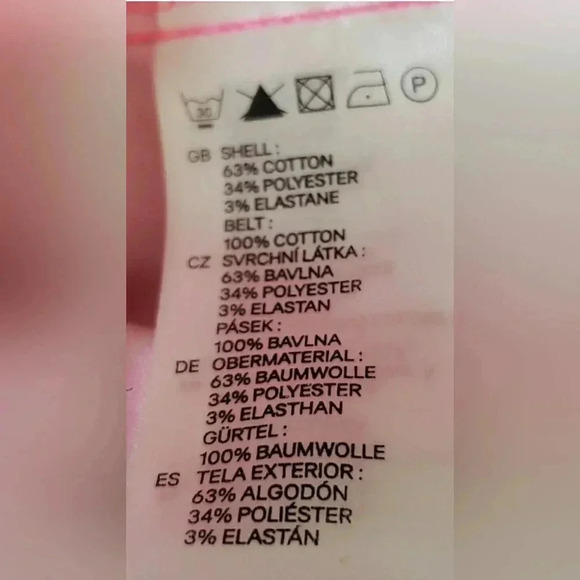 30 P
GB SHELL:
63% COTTON
34% POLYESTER
3% ELASTANE
BELT:
100% COTTON
CZ SVRCHNÍ LÁTKA:
63% BAVLNA
34% POLYESTER
3% ELASTAN
PÁSEK:
100% BAVLNA
DE OBERMATERIAL:
63% BAUMWOLLE
34% POLYESTER
3% ELASTHAN
GÜRTEL:
100% BAUMWOLLE
ES TELA EXTERIOR:
63% ALGODÓN
34% POLIÉSTER
3% ELASTÁN